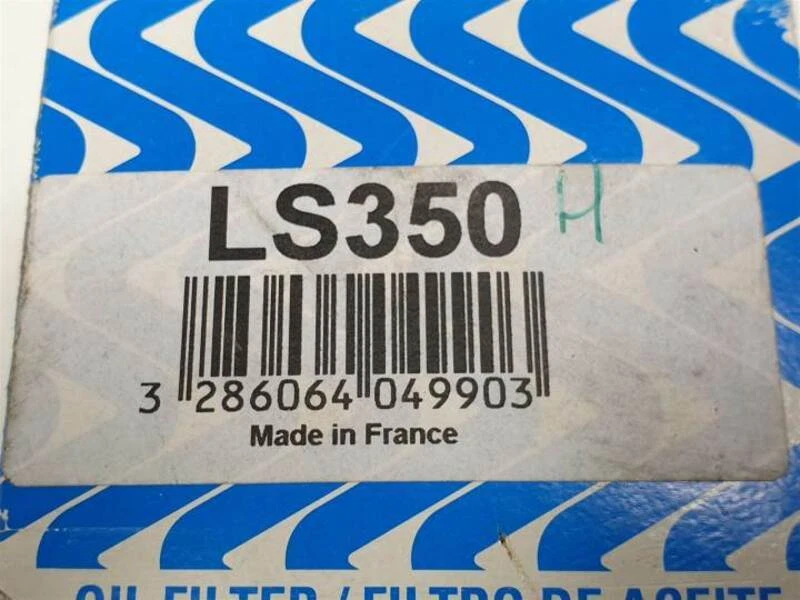 LS350 H
3 286064 049903
Made in France
OIL FILTER / FILTRO DE ACEITE